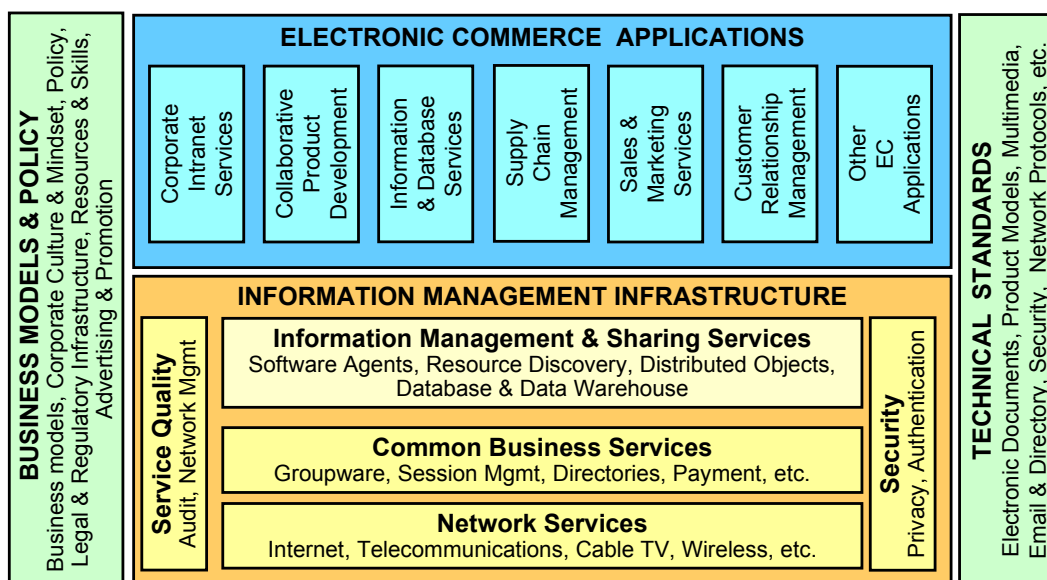 BUSINESS MODELS & POLICY
Business models, Corporate Culture & Mindset, Policy,
Legal & Regulatory Infrastructure, Resources & Skills,
Advertising & Promotion
ELECTRONIC COMMERCE APPLICATIONS
Corporate
Intranet
Services
Collaborative
Product
Development
Information
& Database
Services
Supply
Chain
Management
Sales &
Marketing
Services
Customer
Relationship
Management
Other
EC
Applications
INFORMATION MANAGEMENT INFRASTRUCTURE
Service Quality
Audit, Network Mgmt
Information Management & Sharing Services
Software Agents, Resource Discovery, Distributed Objects,
Database & Data Warehouse
Common Business Services
Groupware, Session Mgmt, Directories, Payment, etc.
Network Services
Internet, Telecommunications, Cable TV, Wireless, etc.
Security
Privacy, Authentication
TECHNICAL STANDARDS
Electronic Documents, Product Models, Multimedia,
Email & Directory, Security, Network Protocols, etc.